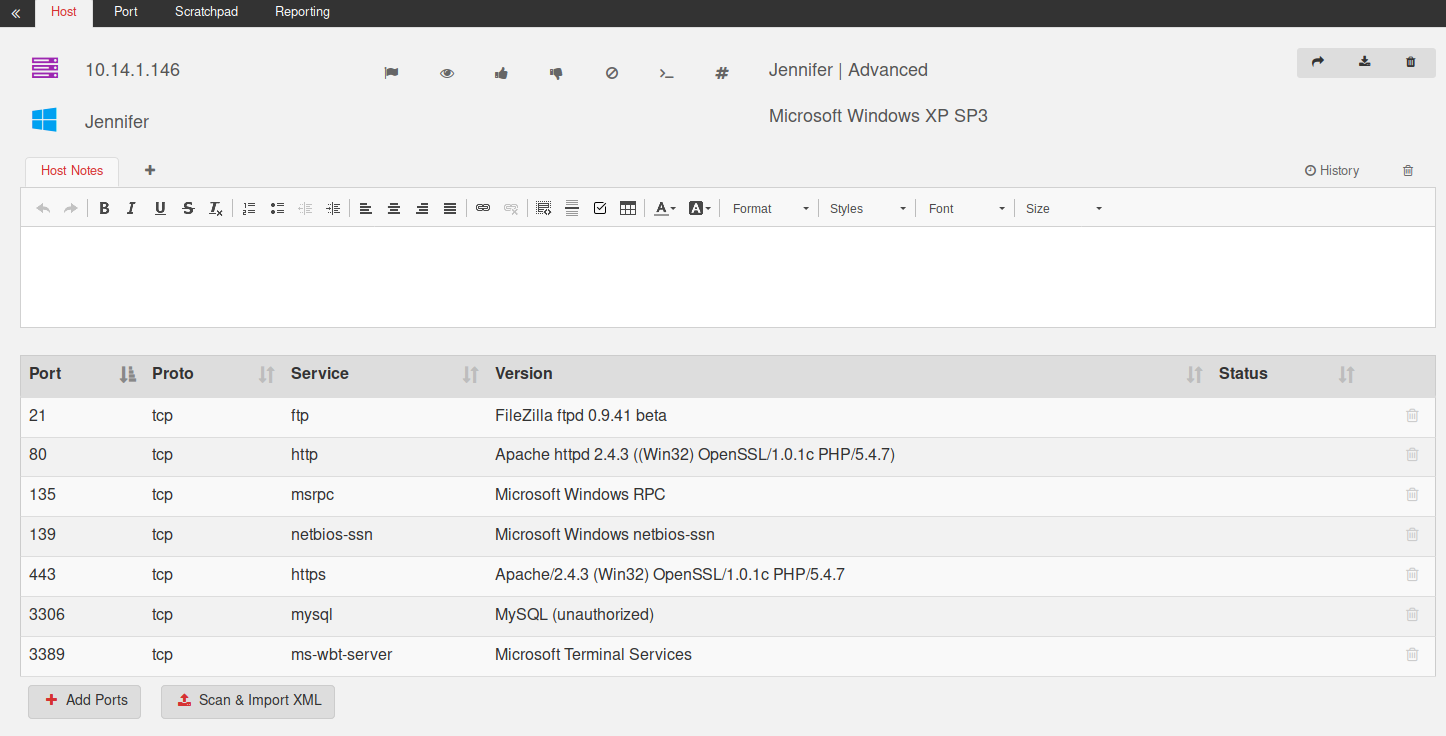 « Host Port Scratchpad Reporting
10.14.1.146 Jennifer | Advanced
Jennifer Microsoft Windows XP SP3
Host Notes + History
B I U S Tx A A Format Styles Font Size
Port Proto Service Version Status
21 tcp ftp FileZilla ftpd 0.9.41 beta
80 tcp http Apache httpd 2.4.3 ((Win32) OpenSSL/1.0.1c PHP/5.4.7)
135 tcp msrpc Microsoft Windows RPC
139 tcp netbios-ssn Microsoft Windows netbios-ssn
443 tcp https Apache/2.4.3 (Win32) OpenSSL/1.0.1c PHP/5.4.7
3306 tcp mysql MySQL (unauthorized)
3389 tcp ms-wbt-server Microsoft Terminal Services
+ Add Ports Scan & Import XML